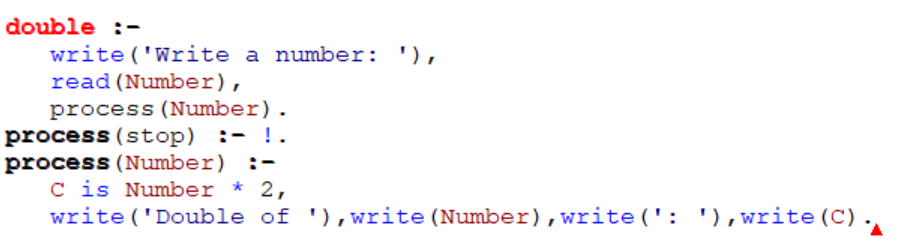 double :-
write('Write a number: '),
read(Number),
process(Number).
process(stop) :- !.
process(Number) :-
C is Number * 2,
write('Double of '),write(Number),write(': '),write(C).